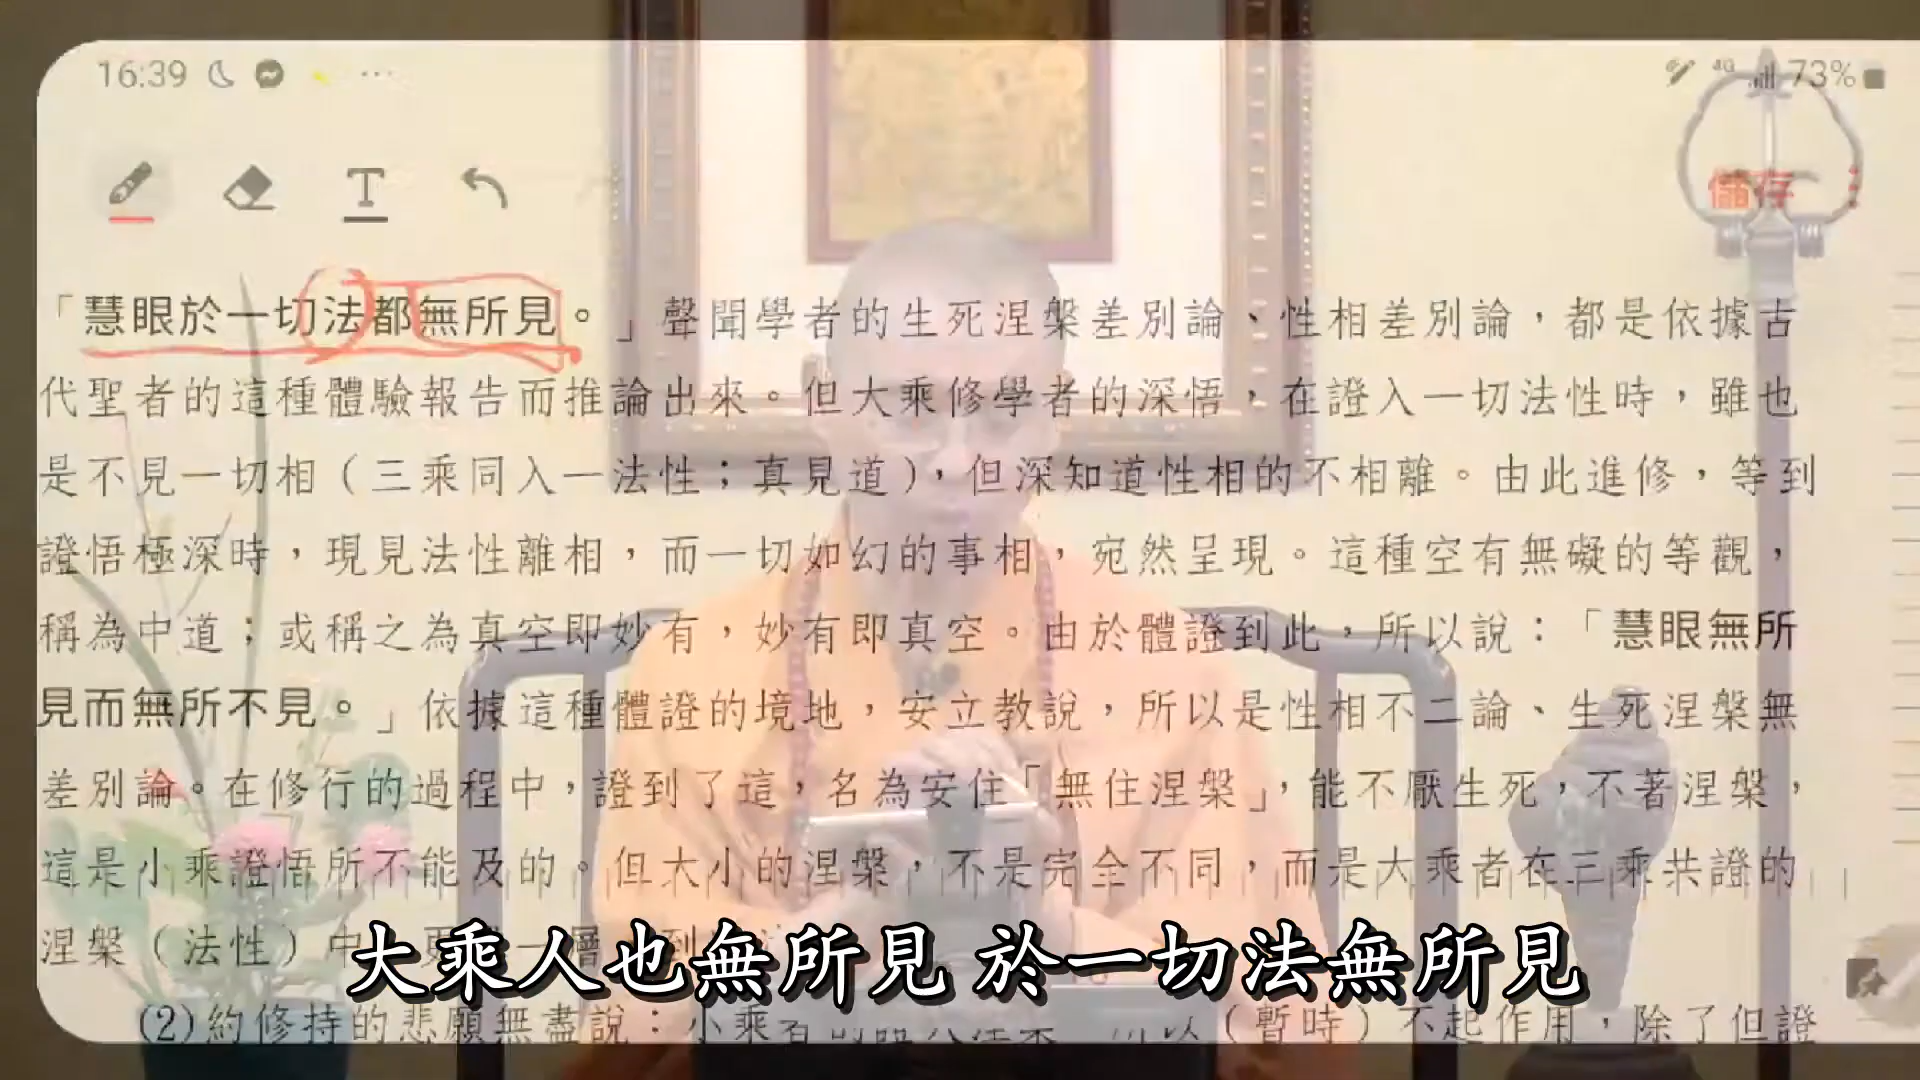 16:39
4G 73%
T
儲存
「慧眼於一切法都無所見。」聲聞學者的生死涅槃差別論、性相差別論，都是依據古
代聖者的這種體驗報告而推論出來。但大乘修學者的深悟，在證入一切法性時，雖也
是不見一切相（三乘同入一法性；真見道），但深知道性相的不相離。由此進修，等到
證悟極深時，現見法性離相，而一切如幻的事相，宛然呈現。這種空有無礙的等觀，
稱為中道；或稱之為真空即妙有，妙有即真空。由於體證到此，所以說：「慧眼無所
見而無所不見。」依據這種體證的境地，安立教說，所以是性相不二論、生死涅槃無
差別論。在修行的過程中，證到了這，名為安住「無住涅槃」，能不厭生死，不著涅槃，
這是小乘證悟所不能及的。但大小的涅槃，不是完全不同，而是大乘者在三乘共證的
涅槃（法性）中
大乘人也無所見 於一切法無所見
(2)約修持的悲願無盡說：小乘者的（暫時）不起作用，除了但證